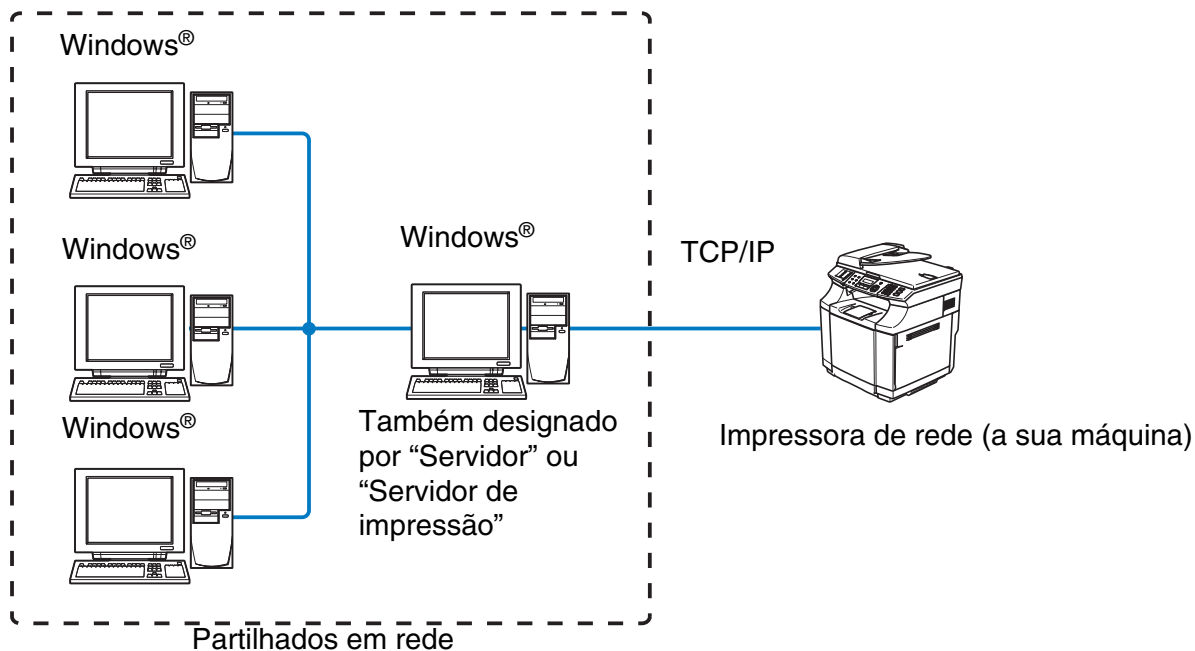 Windows®
Windows®
Windows®
Windows®
Também designado
por “Servidor” ou
“Servidor de
impressão”
TCP/IP
Impressora de rede (a sua máquina)
Partilhados em rede